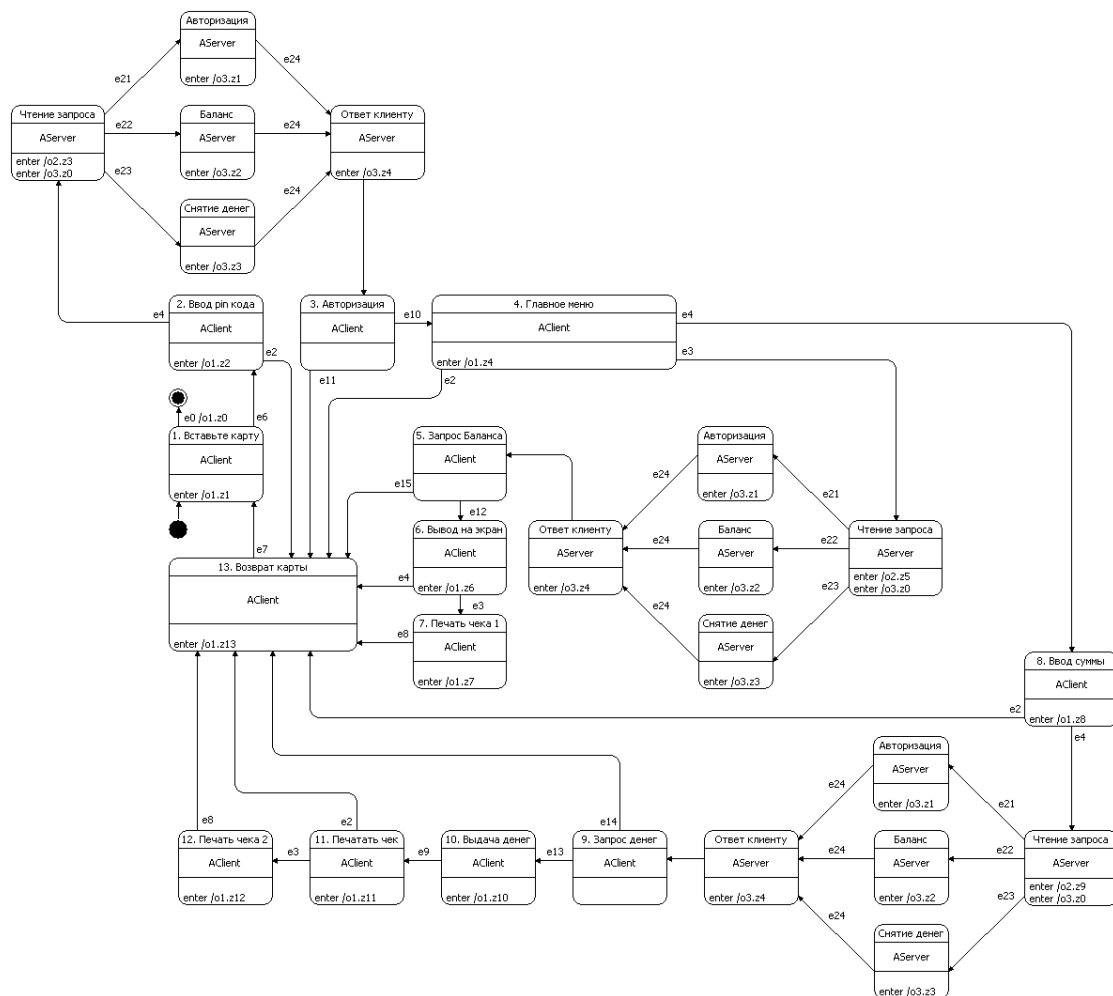 Авторизация
AServer
enter /o3.z1
e21
e24
Чтение запроса
AServer
enter /o2.z3
enter /o3.z0
e22
Баланс
AServer
enter /o3.z2
e24
Ответ клиенту
AServer
enter /o3.z4
e23
Снятие денег
AServer
enter /o3.z3
e24
e4
2. Ввод pin кода
AClient
enter /o1.z2
e2
3. Авторизация
AClient
e10
e11
4. Главное меню
AClient
enter /o1.z4
e4
e3
e2
e0 /o1.z0
e6
1. Вставьте карту
AClient
enter /o1.z1
e7
5. Запрос Баланса
AClient
e15
e12
6. Вывод на экран
AClient
enter /o1.z6
e4
e3
7. Печать чека 1
AClient
enter /o1.z7
e8
13. Возврат карты
AClient
enter /o1.z13
Авторизация
AServer
enter /o3.z1
e24
e21
Ответ клиенту
AServer
enter /o3.z4
e24
Баланс
AServer
enter /o3.z2
e22
Чтение запроса
AServer
enter /o2.z5
enter /o3.z0
e24
Снятие денег
AServer
enter /o3.z3
e23
8. Ввод суммы
AClient
enter /o1.z8
e2
e4
Авторизация
AServer
enter /o3.z1
e24
e21
12. Печать чека 2
AClient
enter /o1.z12
e8
e3
11. Печатать чек
AClient
enter /o1.z11
e2
e9
10. Выдача денег
AClient
enter /o1.z10
e13
9. Запрос денег
AClient
e14
Ответ клиенту
AServer
enter /o3.z4
e24
Баланс
AServer
enter /o3.z2
e22
Чтение запроса
AServer
enter /o2.z9
enter /o3.z0
e24
Снятие денег
AServer
enter /o3.z3
e23